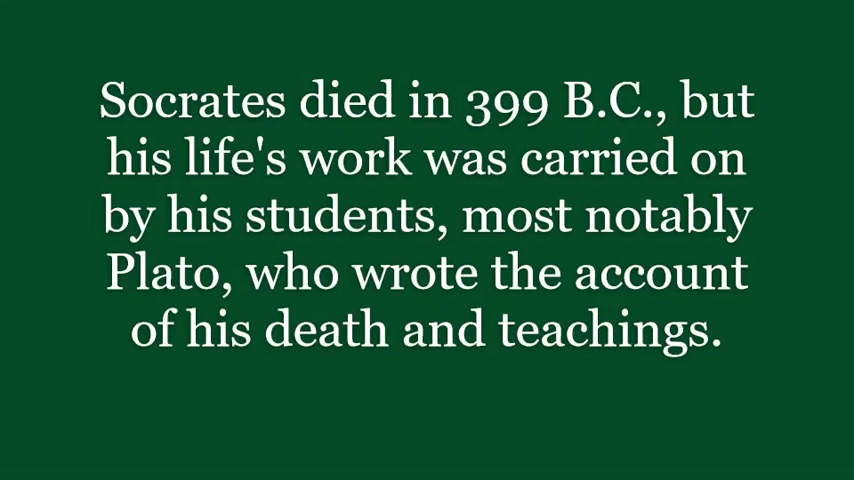 Socrates died in 399 B.C., but
his life's work was carried on
by his students, most notably
Plato, who wrote the account
of his death and teachings.